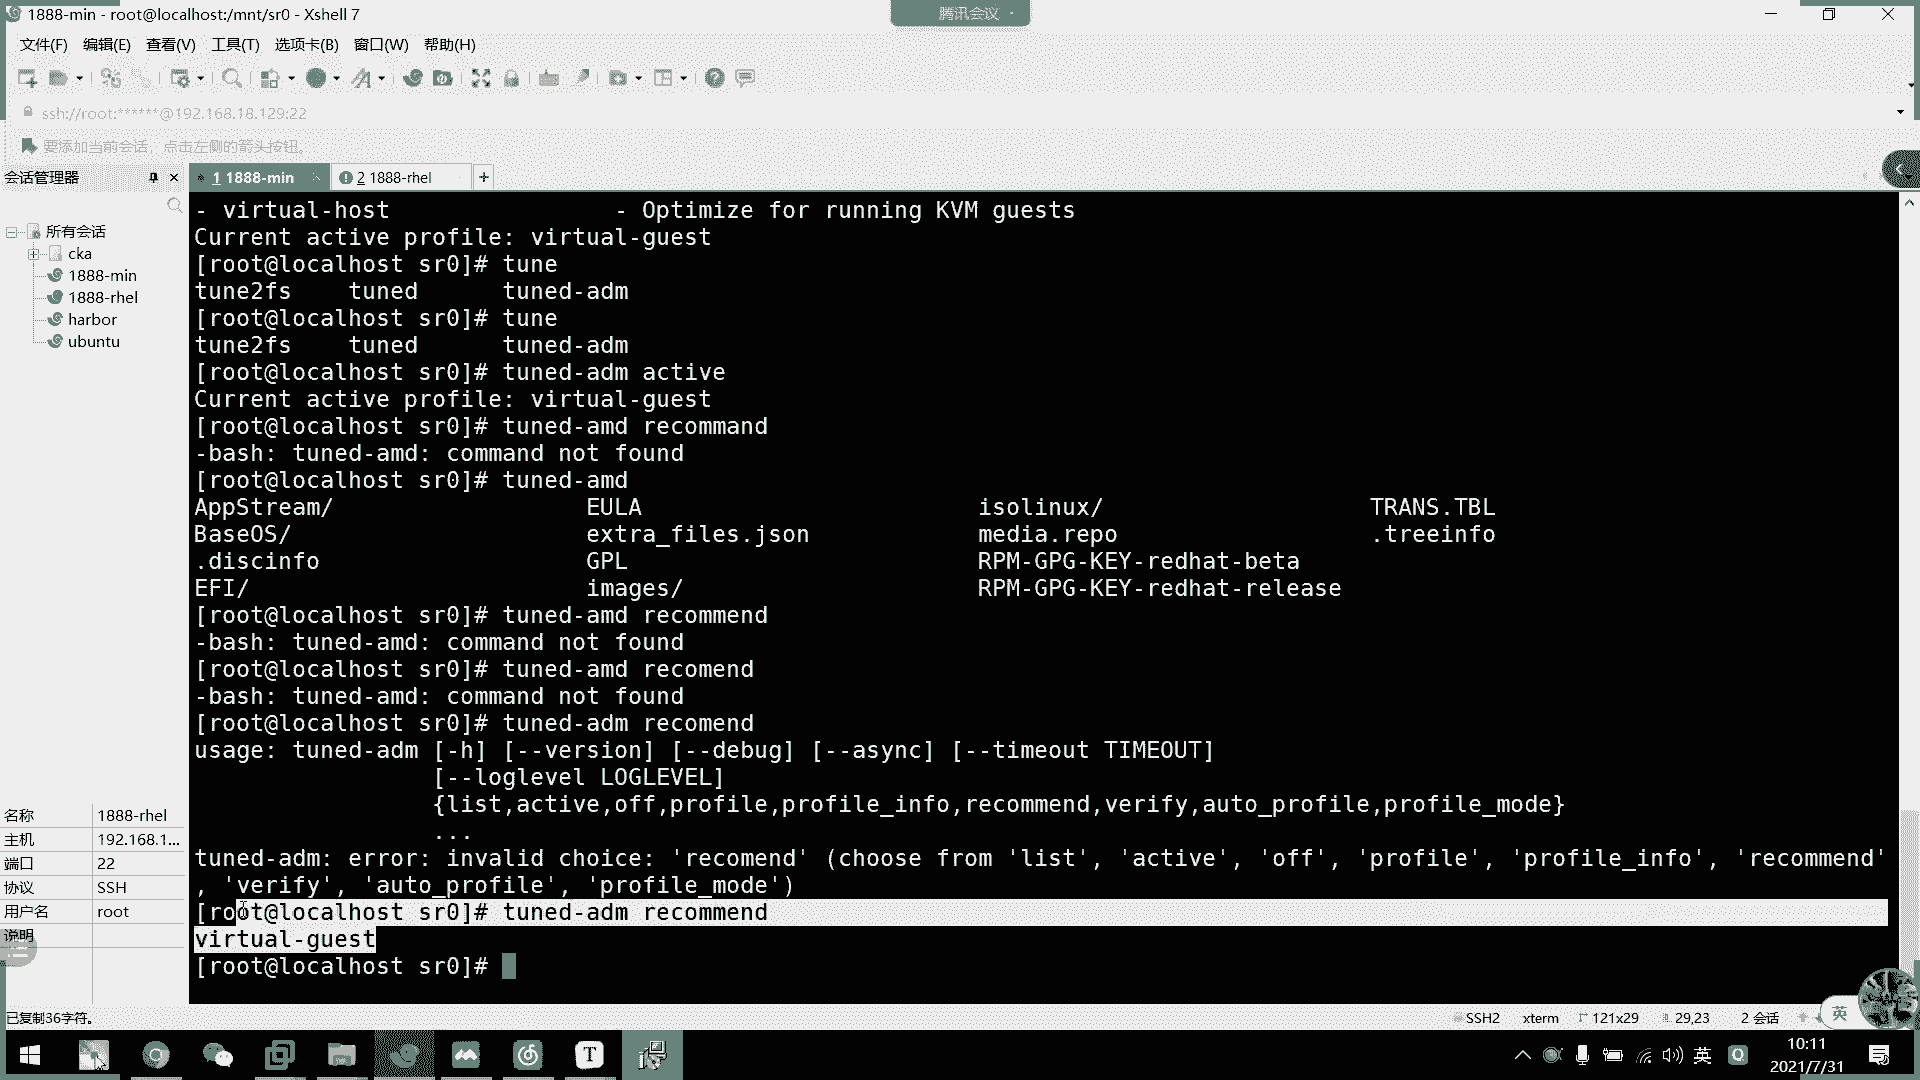 1888-min - root@localhost:/mnt/sr0 - Xshell 7
腾讯会议
文件(F) 编辑(E) 查看(V) 工具(T) 选项卡(B) 窗口(W) 帮助(H)
ssh://root:******@192.168.18.129:22
要添加当前会话，点击左侧的箭头按钮。
会话管理器
1 1888-min
2 1888-rhel
所有会话
cka
1888-min
1888-rhel
harbor
ubuntu
名称 1888-rhel
主机 192.168.1...
端口 22
协议 SSH
用户名 root
说明
- virtual-host - Optimize for running KVM guests
Current active profile: virtual-guest
[root@localhost sr0]# tune
tune2fs tuned tuned-adm
[root@localhost sr0]# tune
tune2fs tuned tuned-adm
[root@localhost sr0]# tuned-adm active
Current active profile: virtual-guest
[root@localhost sr0]# tuned-amd recommand
-bash: tuned-amd: command not found
[root@localhost sr0]# tuned-amd
AppStream/ EULA isolinux/ TRANS.TBL
BaseOS/ extra_files.json media.repo .treeinfo
.discinfo GPL RPM-GPG-KEY-redhat-beta
EFI/ images/ RPM-GPG-KEY-redhat-release
[root@localhost sr0]# tuned-amd recommend
-bash: tuned-amd: command not found
[root@localhost sr0]# tuned-amd recomend
-bash: tuned-amd: command not found
[root@localhost sr0]# tuned-adm recomend
usage: tuned-adm [-h] [--version] [--debug] [--async] [--timeout TIMEOUT]
[--loglevel LOGLEVEL]
{list,active,off,profile,profile_info,recommend,verify,auto_profile,profile_mode}
...
tuned-adm: error: invalid choice: 'recomend' (choose from 'list', 'active', 'off', 'profile', 'profile_info', 'recommend'
, 'verify', 'auto_profile', 'profile_mode')
[root@localhost sr0]# tuned-adm recommend
virtual-guest
[root@localhost sr0]#
已复制36字符。
SSH2 xterm 121x29 29,23 2 会话
英
英
10:11
2021/7/31